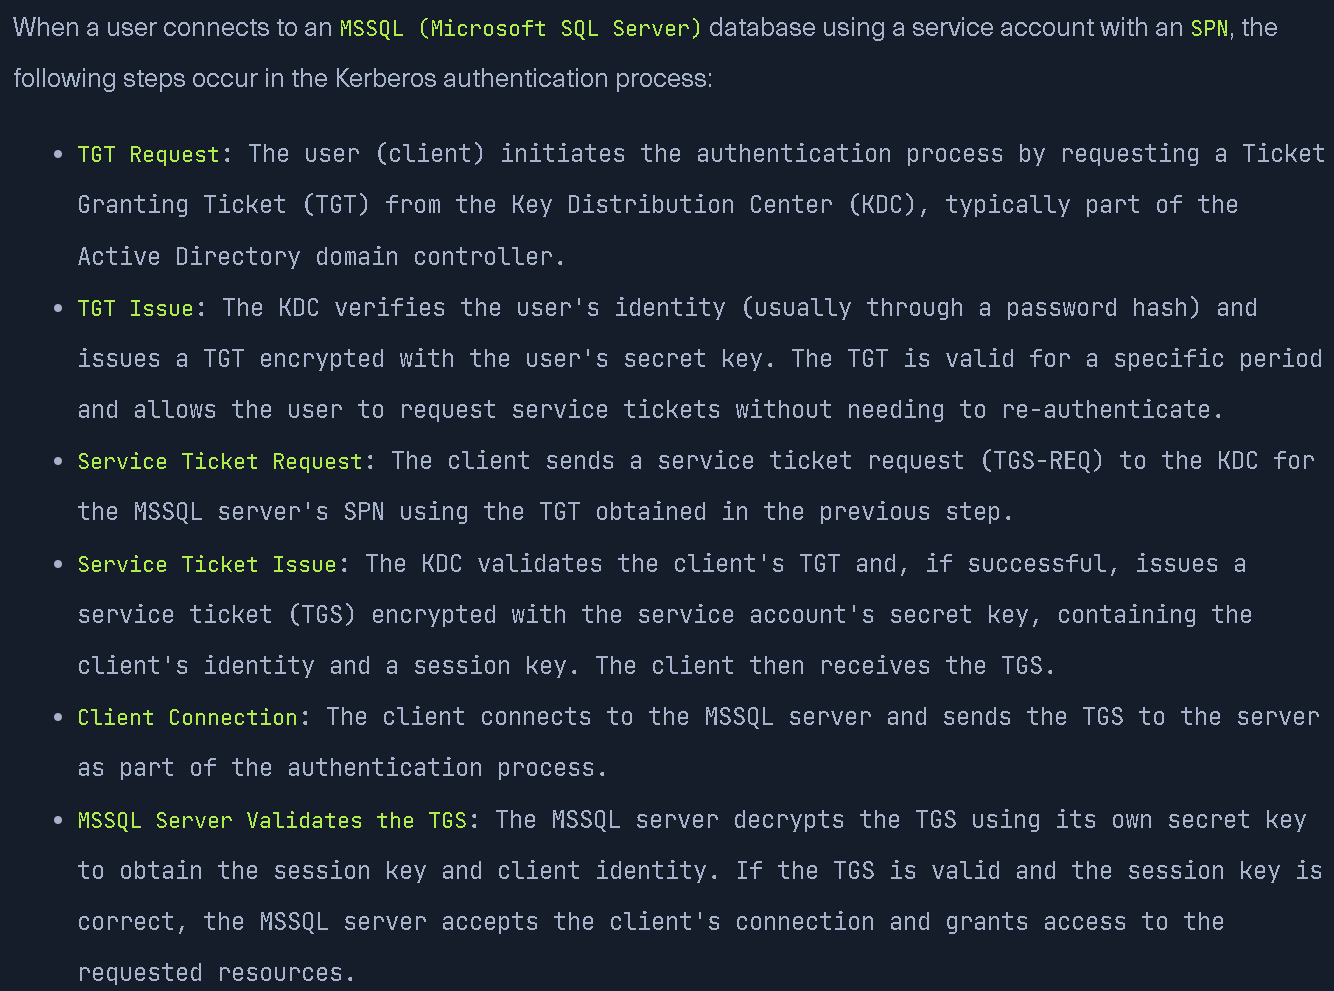 When a user connects to an MSSQL (Microsoft SQL Server) database using a service account with an SPN, the
following steps occur in the Kerberos authentication process:
• TGT Request: The user (client) initiates the authentication process by requesting a Ticket
Granting Ticket (TGT) from the Key Distribution Center (KDC), typically part of the
Active Directory domain controller.
• TGT Issue: The KDC verifies the user's identity (usually through a password hash) and
issues a TGT encrypted with the user's secret key. The TGT is valid for a specific period
and allows the user to request service tickets without needing to re-authenticate.
• Service Ticket Request: The client sends a service ticket request (TGS-REQ) to the KDC for
the MSSQL server's SPN using the TGT obtained in the previous step.
• Service Ticket Issue: The KDC validates the client's TGT and, if successful, issues a
service ticket (TGS) encrypted with the service account's secret key, containing the
client's identity and a session key. The client then receives the TGS.
• Client Connection: The client connects to the MSSQL server and sends the TGS to the server
as part of the authentication process.
• MSSQL Server Validates the TGS: The MSSQL server decrypts the TGS using its own secret key
to obtain the session key and client identity. If the TGS is valid and the session key is
correct, the MSSQL server accepts the client's connection and grants access to the
requested resources.